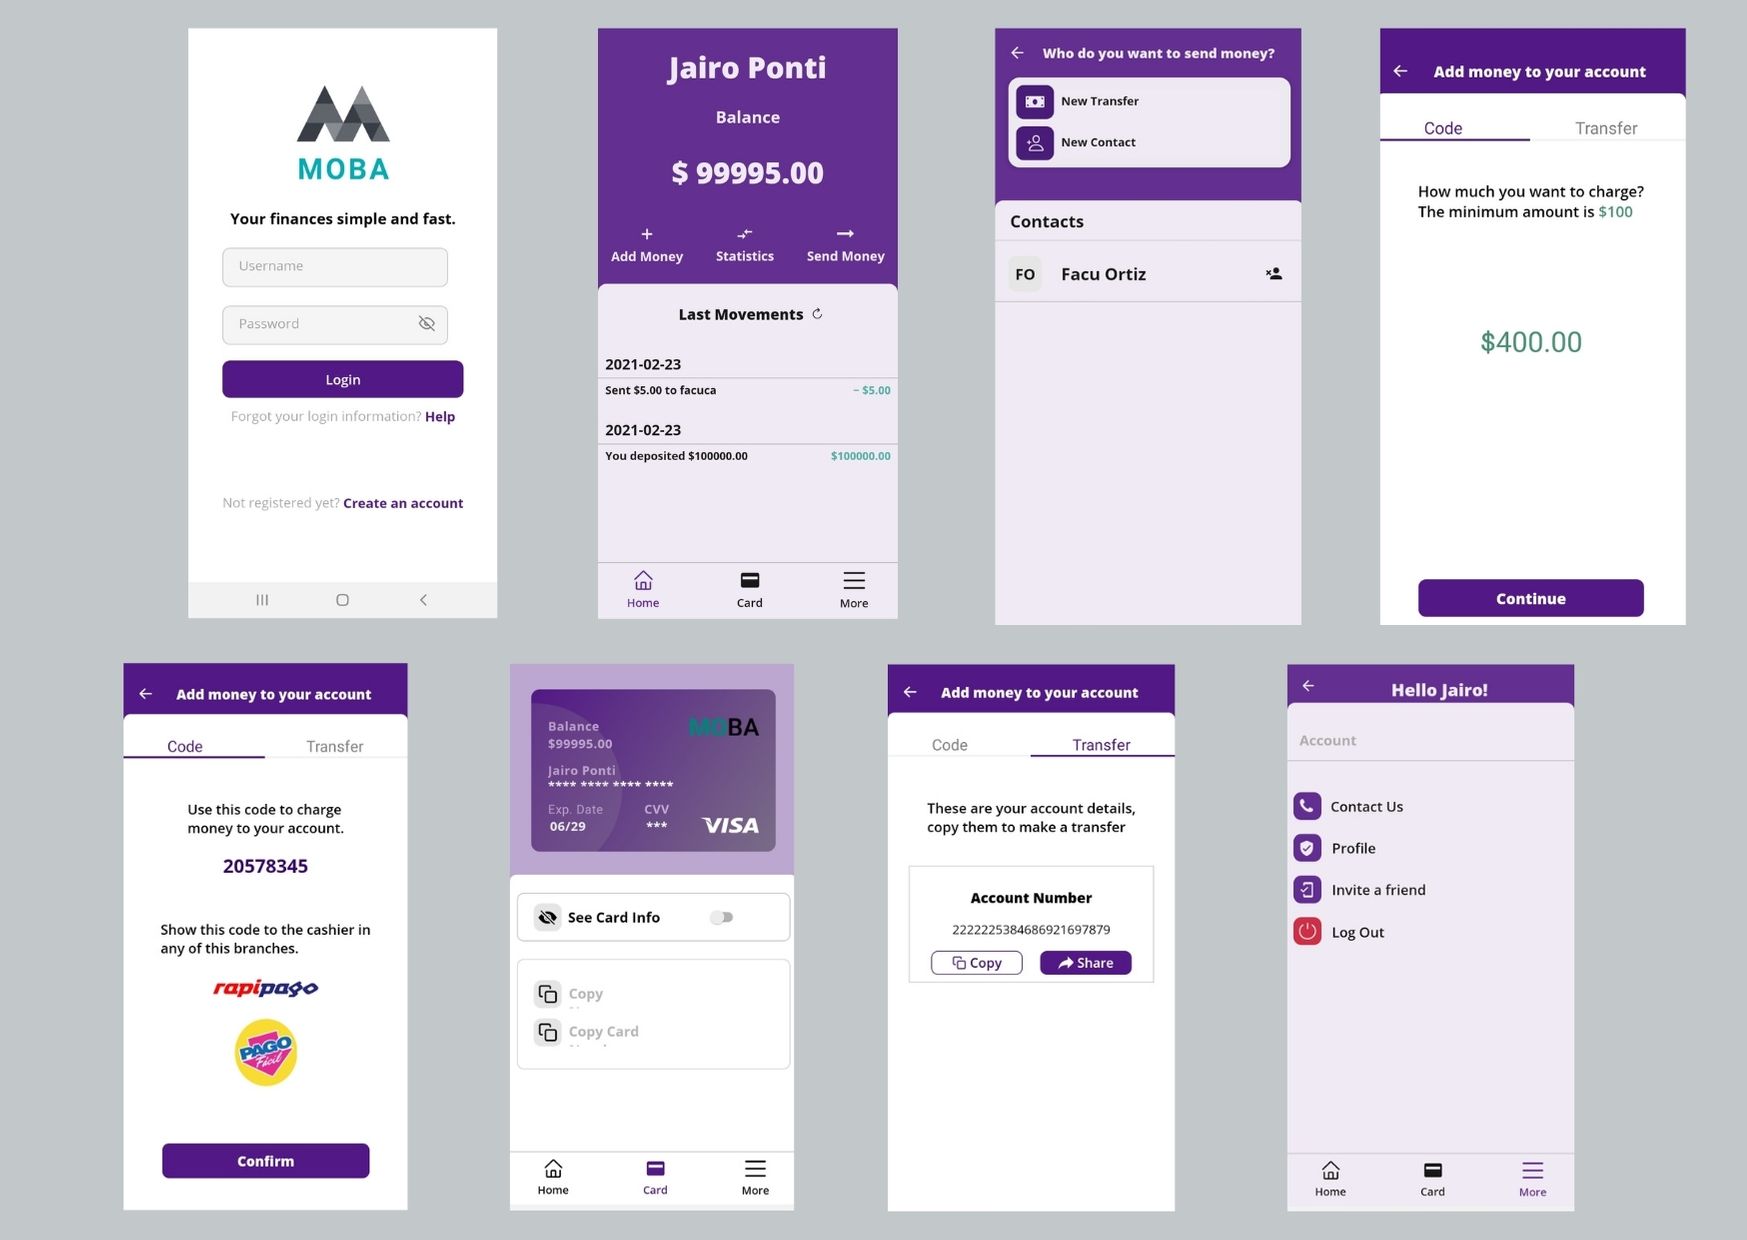 MOBA
Your finances simple and fast.
Username
Password
Login
Forgot your login information? Help
Not registered yet? Create an account
Jairo Ponti
Balance
$ 99995.00
Add Money
Statistics
Send Money
Last Movements
2021-02-23
Sent $5.00 to facuca
– $5.00
2021-02-23
You deposited $100000.00
$100000.00
Home
Card
More
Who do you want to send money?
New Transfer
New Contact
Contacts
FO
Facu Ortiz
Add money to your account
Code
Transfer
How much you want to charge?
The minimum amount is $100
$400.00
Continue
Add money to your account
Code
Transfer
Use this code to charge
money to your account.
20578345
Show this code to the cashier in
any of this branches.
rapipago
PAGO
Fácil
Confirm
Balance
MOBA
$99995.00
Jairo Ponti
**** **** **** ****
Exp. Date
CVV
06/29
***
VISA
See Card Info
Copy
Copy Card
Home
Card
More
Add money to your account
Code
Transfer
These are your account details,
copy them to make a transfer
Account Number
2222225384686921697879
Copy
Share
Hello Jairo!
Account
Contact Us
Profile
Invite a friend
Log Out
Home
Card
More